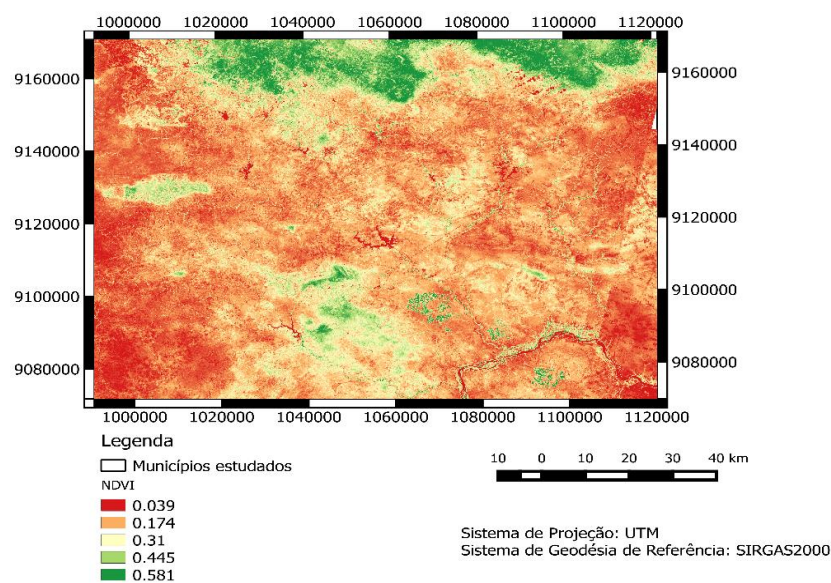 1000000 1020000 1040000 1060000 1080000 1100000 1120000
9160000 9160000
9140000 9140000
9120000 9120000
9100000 9100000
9080000 9080000
1000000 1020000 1040000 1060000 1080000 1100000 1120000
Legenda
Municípios estudados
NDVI
0.039
0.174
0.31
0.445
0.581
10 0 10 20 30 40 km
Sistema de Projeção: UTM
Sistema de Geodésia de Referência: SIRGAS2000